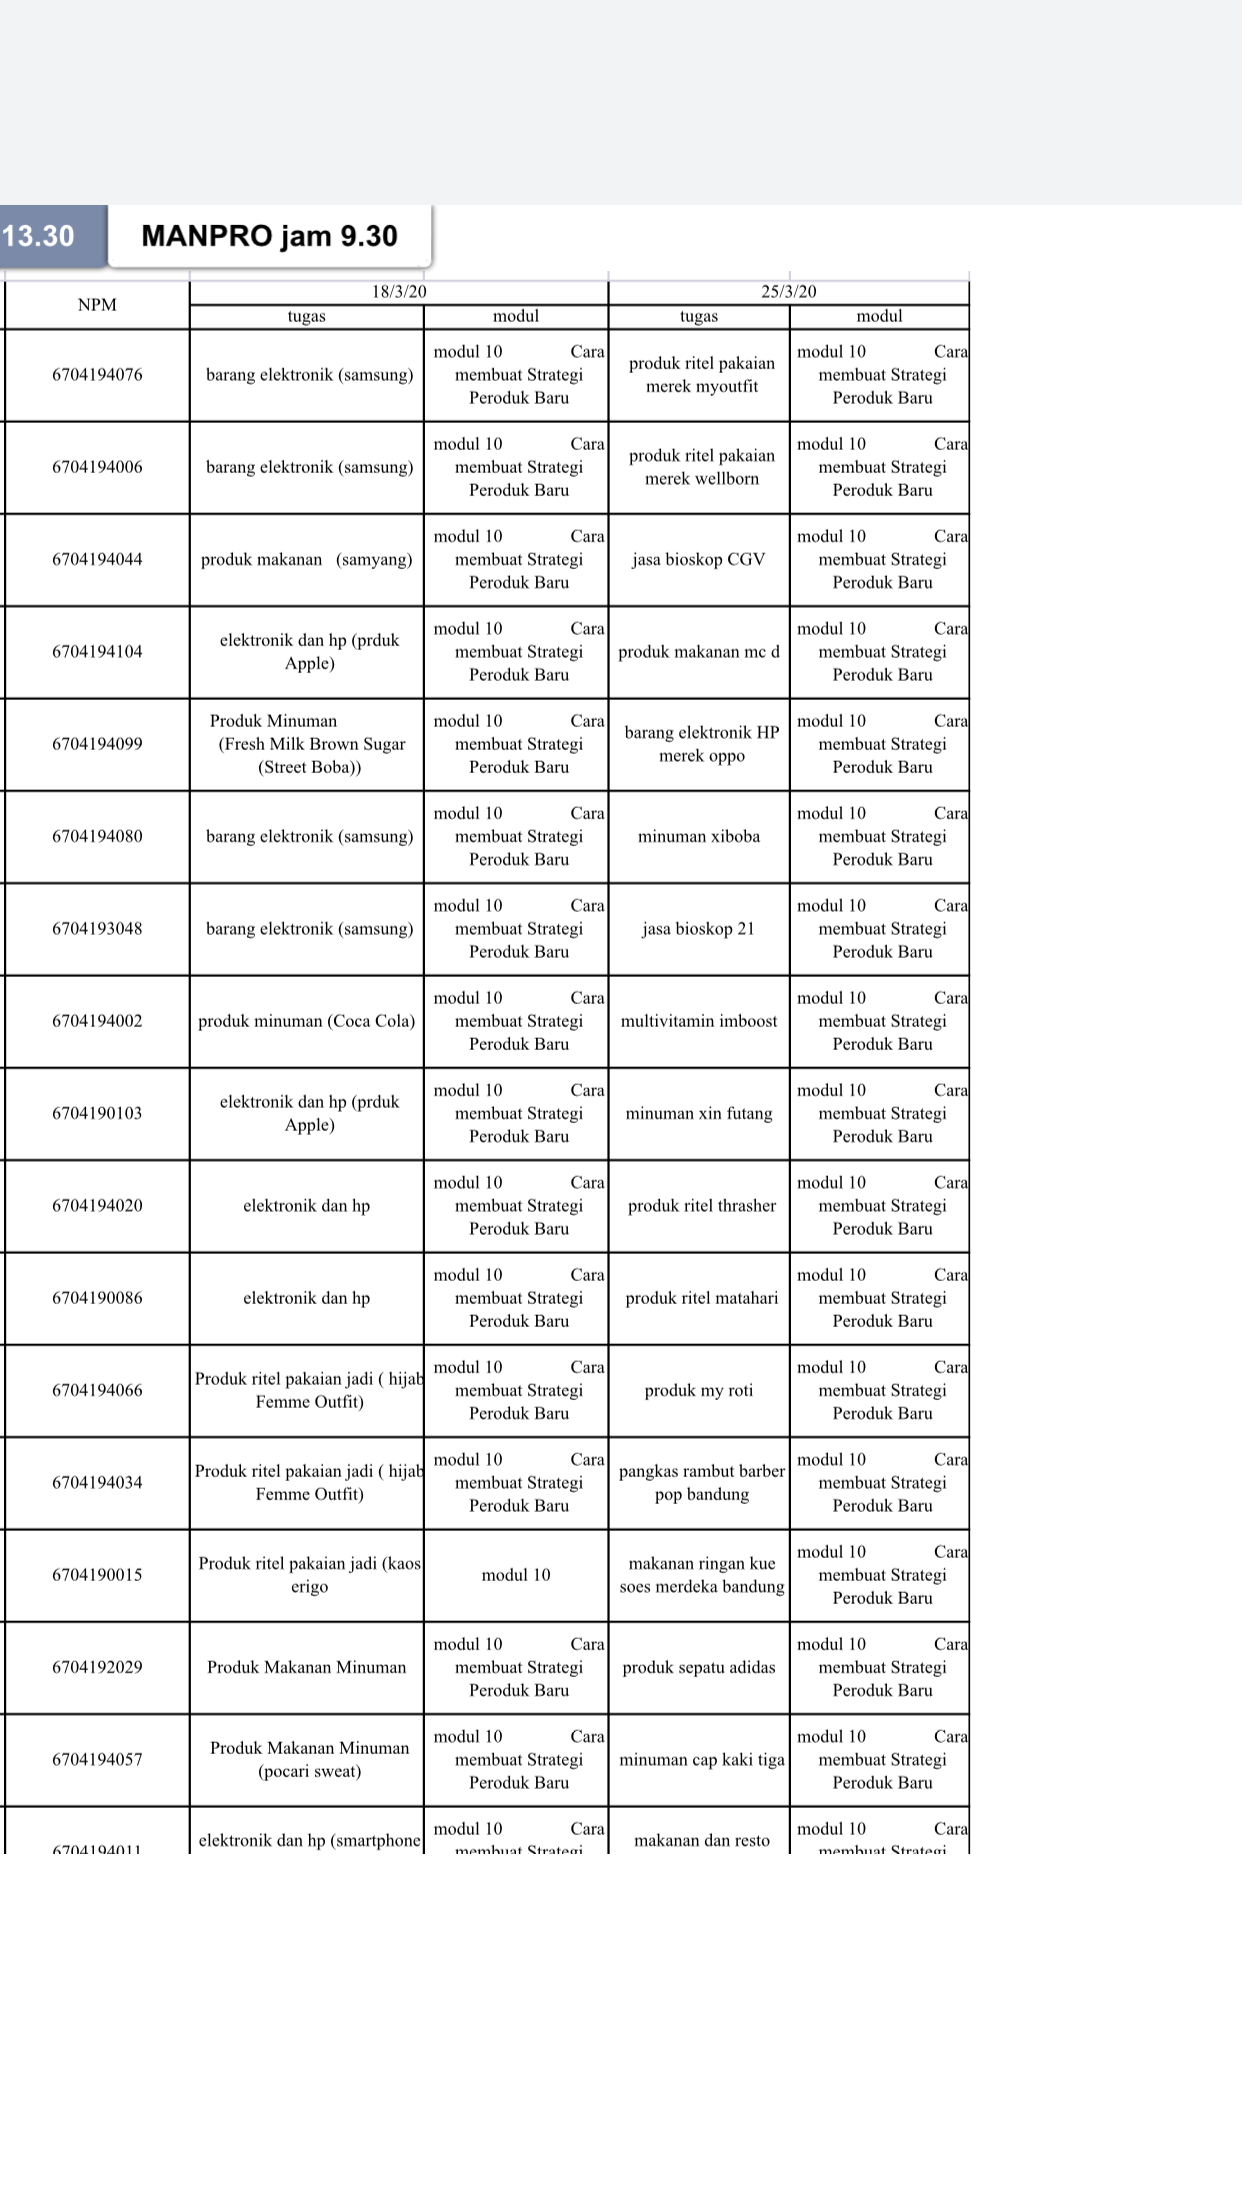 13.30
MANPRO jam 9.30
NPM
18/3/20
25/3/20
tugas
modul
tugas
modul
6704194076
barang elektronik (samsung)
modul 10 Cara
membuat Strategi
Peroduk Baru
produk ritel pakaian
merek myoutfit
modul 10 Cara
membuat Strategi
Peroduk Baru
6704194006
barang elektronik (samsung)
modul 10 Cara
membuat Strategi
Peroduk Baru
produk ritel pakaian
merek wellborn
modul 10 Cara
membuat Strategi
Peroduk Baru
6704194044
produk makanan (samyang)
modul 10 Cara
membuat Strategi
Peroduk Baru
jasa bioskop CGV
modul 10 Cara
membuat Strategi
Peroduk Baru
6704194104
elektronik dan hp (prduk
Apple)
modul 10 Cara
membuat Strategi
Peroduk Baru
produk makanan mc d
modul 10 Cara
membuat Strategi
Peroduk Baru
6704194099
Produk Minuman
(Fresh Milk Brown Sugar
(Street Boba))
modul 10 Cara
membuat Strategi
Peroduk Baru
barang elektronik HP
merek oppo
modul 10 Cara
membuat Strategi
Peroduk Baru
6704194080
barang elektronik (samsung)
modul 10 Cara
membuat Strategi
Peroduk Baru
minuman xiboba
modul 10 Cara
membuat Strategi
Peroduk Baru
6704193048
barang elektronik (samsung)
modul 10 Cara
membuat Strategi
Peroduk Baru
jasa bioskop 21
modul 10 Cara
membuat Strategi
Peroduk Baru
6704194002
produk minuman (Coca Cola)
modul 10 Cara
membuat Strategi
Peroduk Baru
multivitamin imboost
modul 10 Cara
membuat Strategi
Peroduk Baru
6704190103
elektronik dan hp (prduk
Apple)
modul 10 Cara
membuat Strategi
Peroduk Baru
minuman xin futang
modul 10 Cara
membuat Strategi
Peroduk Baru
6704194020
elektronik dan hp
modul 10 Cara
membuat Strategi
Peroduk Baru
produk ritel thrasher
modul 10 Cara
membuat Strategi
Peroduk Baru
6704190086
elektronik dan hp
modul 10 Cara
membuat Strategi
Peroduk Baru
produk ritel matahari
modul 10 Cara
membuat Strategi
Peroduk Baru
6704194066
Produk ritel pakaian jadi ( hijab
Femme Outfit)
modul 10 Cara
membuat Strategi
Peroduk Baru
produk my roti
modul 10 Cara
membuat Strategi
Peroduk Baru
6704194034
Produk ritel pakaian jadi ( hijab
Femme Outfit)
modul 10 Cara
membuat Strategi
Peroduk Baru
pangkas rambut barber
pop bandung
modul 10 Cara
membuat Strategi
Peroduk Baru
6704190015
Produk ritel pakaian jadi (kaos
erigo
modul 10
makanan ringan kue
soes merdeka bandung
modul 10 Cara
membuat Strategi
Peroduk Baru
6704192029
Produk Makanan Minuman
modul 10 Cara
membuat Strategi
Peroduk Baru
produk sepatu adidas
modul 10 Cara
membuat Strategi
Peroduk Baru
6704194057
Produk Makanan Minuman
(pocari sweat)
modul 10 Cara
membuat Strategi
Peroduk Baru
minuman cap kaki tiga
modul 10 Cara
membuat Strategi
Peroduk Baru
6704194011
elektronik dan hp (smartphone
modul 10 Cara
membuat Strategi
makanan dan resto
modul 10 Cara
membuat Strategi